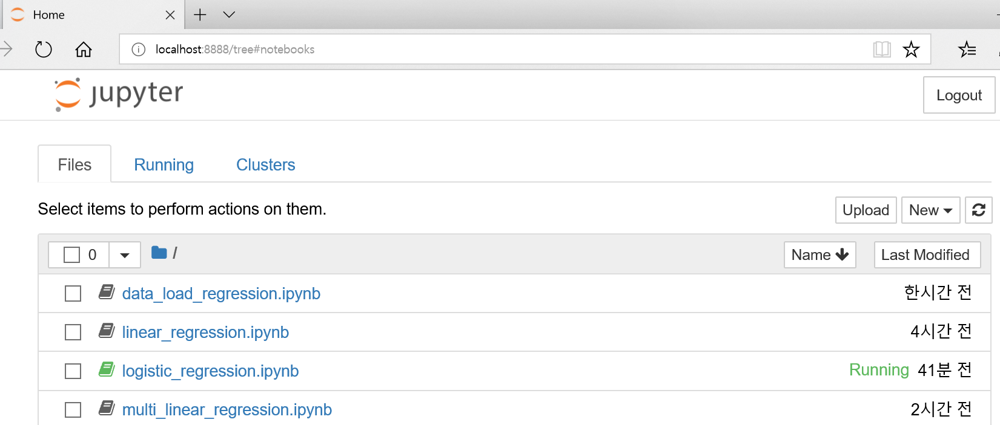 Home
localhost:8888/tree#notebooks
jupyter
Logout
Files Running Clusters
Select items to perform actions on them.
Upload New
0 / Name Last Modified
data_load_regression.ipynb 한시간 전
linear_regression.ipynb 4시간 전
logistic_regression.ipynb Running 41분 전
multi_linear_regression.ipynb 2시간 전